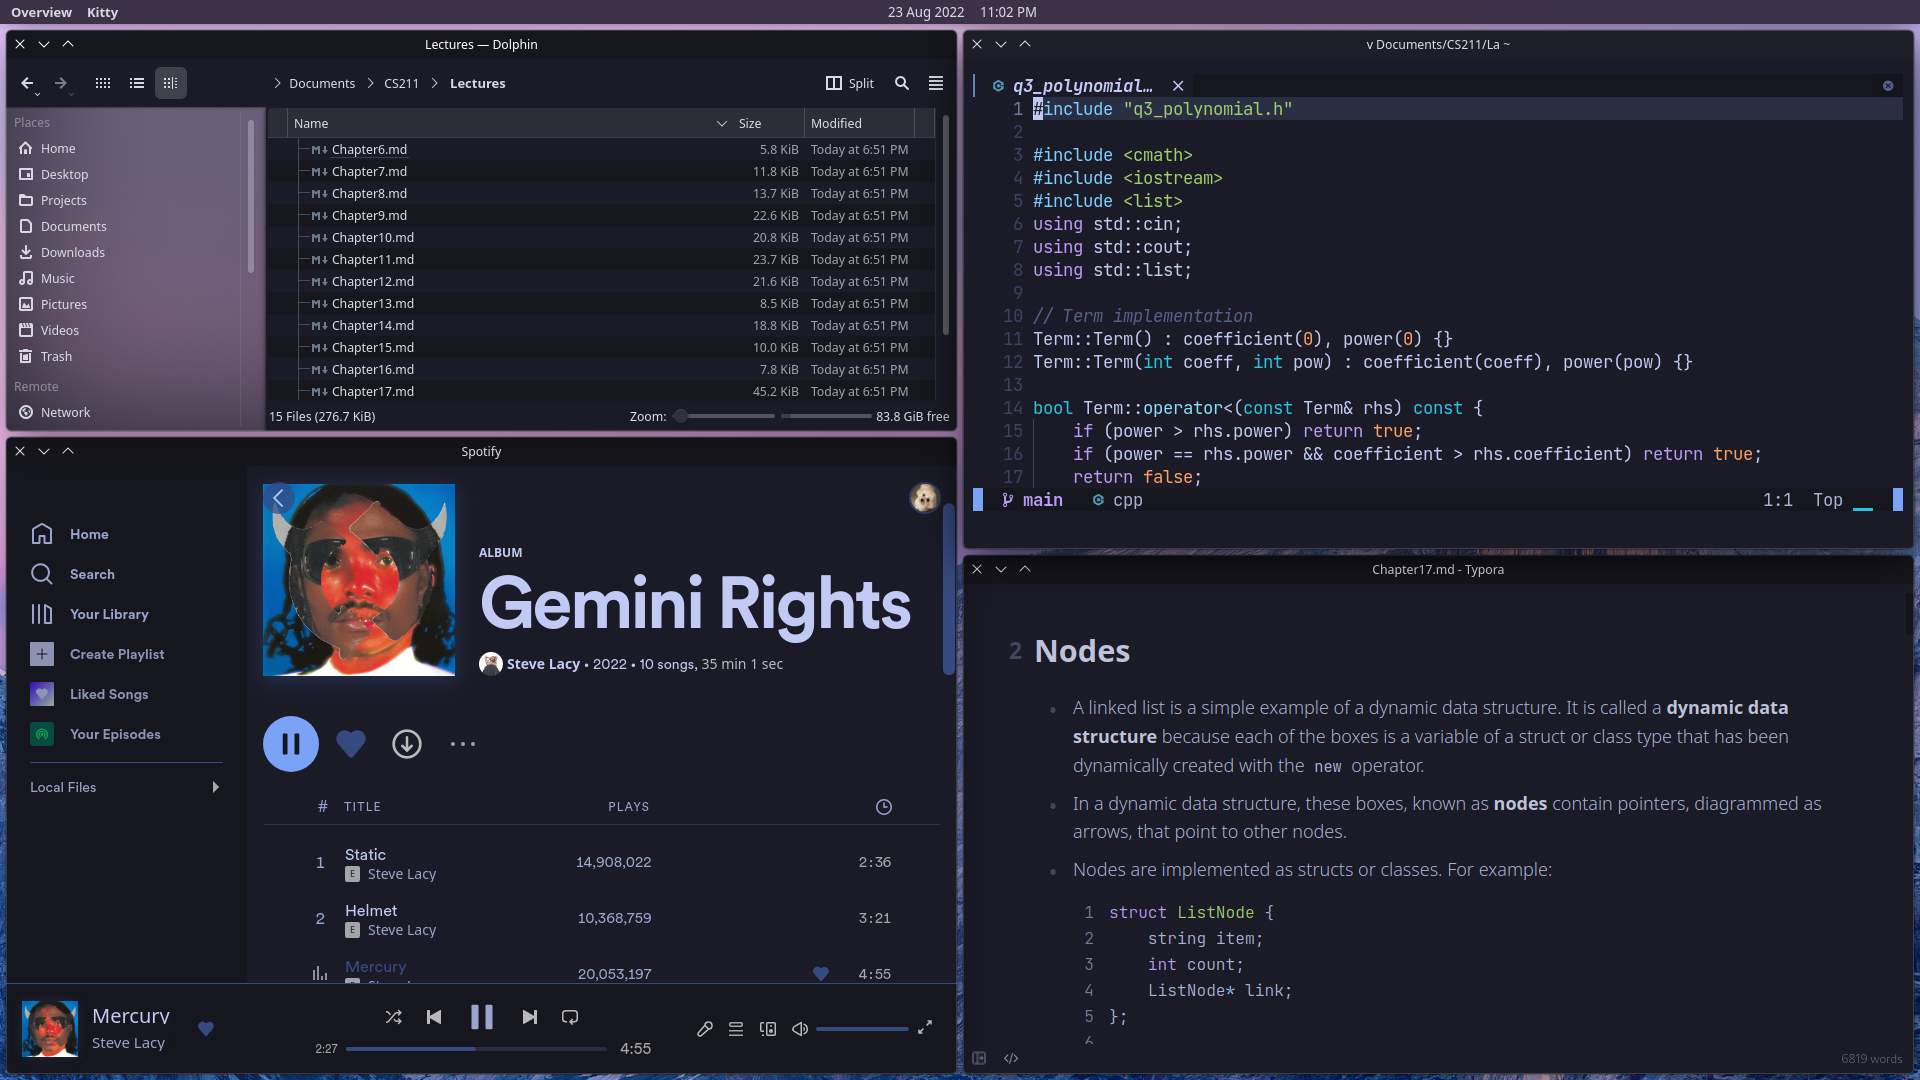 Overview Kitty 23 Aug 2022 11:02 PM
Lectures — Dolphin
Documents CS211 Lectures Split
Places
Home
Desktop
Projects
Documents
Downloads
Music
Pictures
Videos
Trash
Remote
Network
Name Size Modified
Chapter6.md 5.8 KiB Today at 6:51 PM
Chapter7.md 11.8 KiB Today at 6:51 PM
Chapter8.md 13.7 KiB Today at 6:51 PM
Chapter9.md 22.6 KiB Today at 6:51 PM
Chapter10.md 20.8 KiB Today at 6:51 PM
Chapter11.md 23.7 KiB Today at 6:51 PM
Chapter12.md 21.6 KiB Today at 6:51 PM
Chapter13.md 8.5 KiB Today at 6:51 PM
Chapter14.md 18.8 KiB Today at 6:51 PM
Chapter15.md 10.0 KiB Today at 6:51 PM
Chapter16.md 7.8 KiB Today at 6:51 PM
Chapter17.md 45.2 KiB Today at 6:51 PM
15 Files (276.7 KiB) Zoom: 83.8 GiB free
Spotify
Home
Search
Your Library
Create Playlist
Liked Songs
Your Episodes
Local Files
ALBUM
Gemini Rights
Steve Lacy • 2022 • 10 songs, 35 min 1 sec
# TITLE PLAYS
1 Static 14,908,022 2:36
E Steve Lacy
2 Helmet 10,368,759 3:21
E Steve Lacy
Mercury 20,053,197 4:55
Mercury
Steve Lacy
2:27 4:55
v Documents/CS211/La ~
q3_polynomial…
1 #include "q3_polynomial.h"
2
3 #include <cmath>
4 #include <iostream>
5 #include <list>
6 using std::cin;
7 using std::cout;
8 using std::list;
9
10 // Term implementation
11 Term::Term() : coefficient(0), power(0) {}
12 Term::Term(int coeff, int pow) : coefficient(coeff), power(pow) {}
13
14 bool Term::operator<(const Term& rhs) const {
15 if (power > rhs.power) return true;
16 if (power == rhs.power && coefficient > rhs.coefficient) return true;
17 return false;
main cpp 1:1 Top
Chapter17.md - Typora
2 Nodes
• A linked list is a simple example of a dynamic data structure. It is called a dynamic data
structure because each of the boxes is a variable of a struct or class type that has been
dynamically created with the new operator.
• In a dynamic data structure, these boxes, known as nodes contain pointers, diagrammed as
arrows, that point to other nodes.
• Nodes are implemented as structs or classes. For example:
1 struct ListNode {
2 string item;
3 int count;
4 ListNode* link;
5 };
6
</> 6819 words